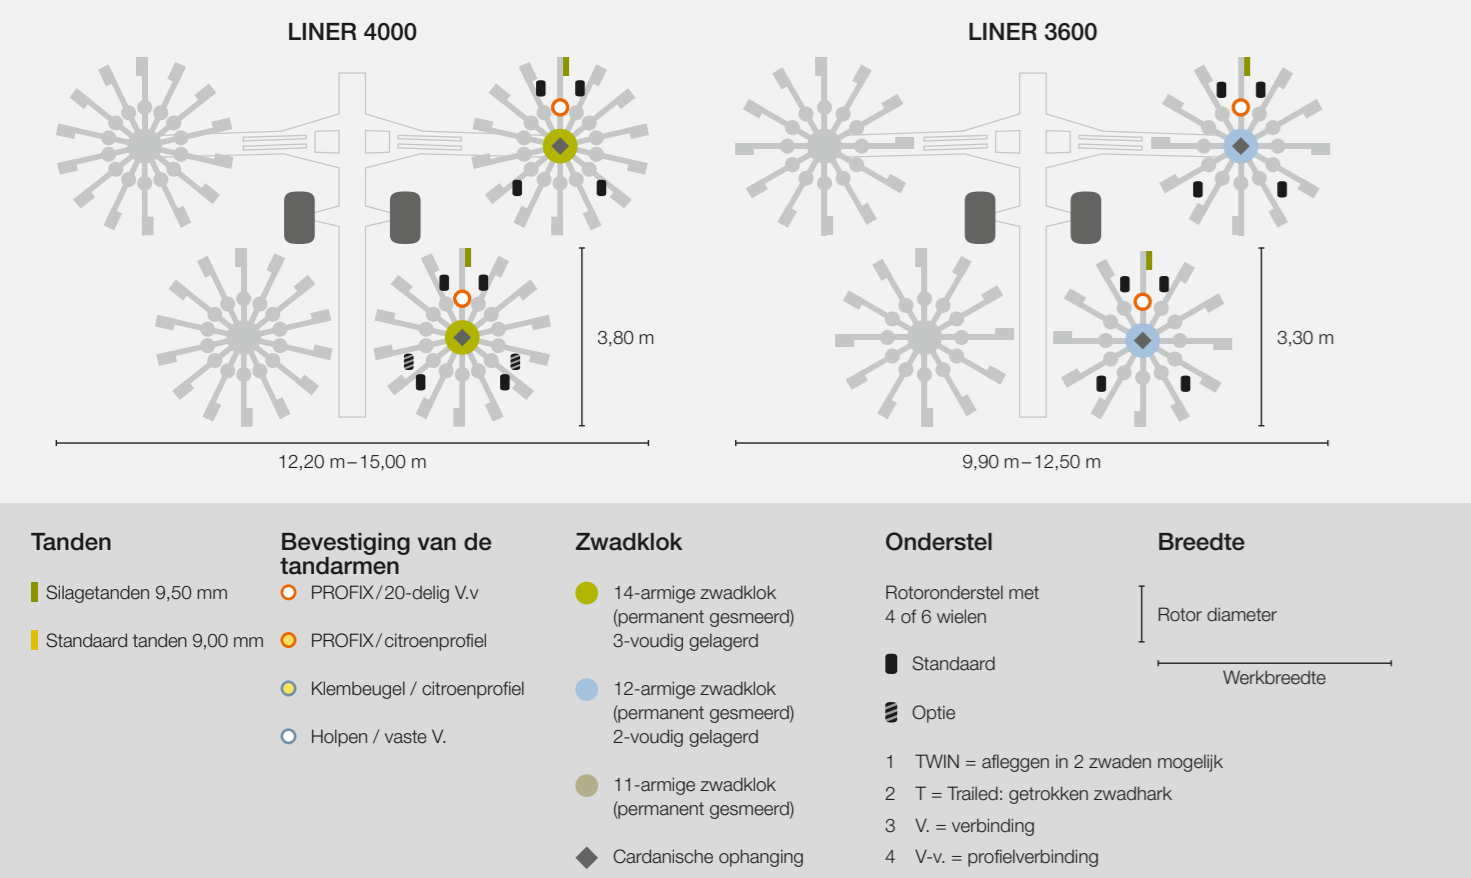 LINER 4000
LINER 3600
3,80 m
3,30 m
12,20 m – 15,00 m
9,90 m – 12,50 m
Tanden
Silagetanden 9,50 mm
Standaard tanden 9,00 mm
Bevestiging van de
tandarmen
PROFIX / 20-delig V.v
PROFIX / citroenprofiel
Klembeugel / citroenprofiel
Holpen / vaste V.
Zwadklok
14-armige zwadklok
(permanent gesmeerd)
3-voudig gelagerd
12-armige zwadklok
(permanent gesmeerd)
2-voudig gelagerd
11-armige zwadklok
(permanent gesmeerd)
Cardanische ophanging
Onderstel
Rotoronderstel met
4 of 6 wielen
Standaard
Optie
1 TWIN = afleggen in 2 zwaden mogelijk
2 T = Trailed: getrokken zwadhark
3 V. = verbinding
4 V-v. = profielverbinding
Breedte
Rotor diameter
Werkbreedte